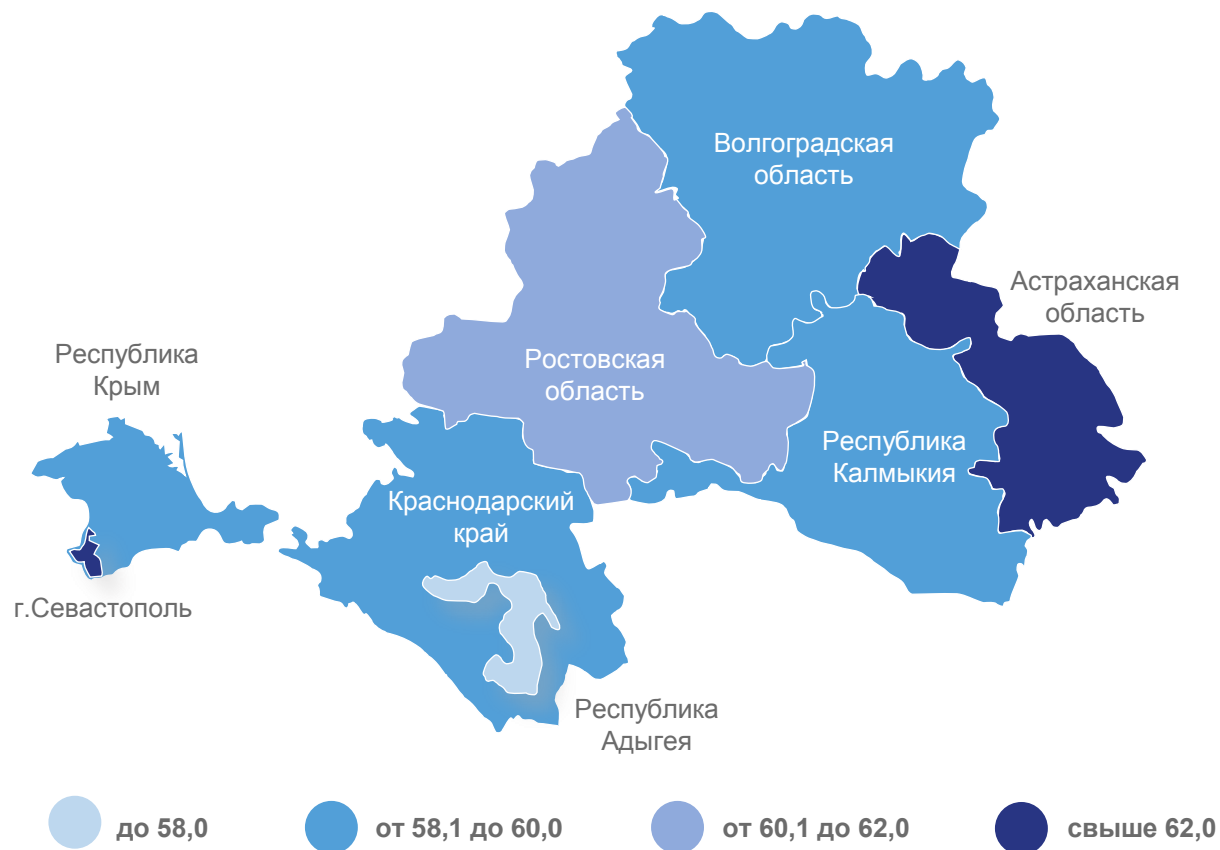 Волгоградская
область
Астраханская
область
Республика
Крым
Ростовская
область
Республика
Калмыкия
Краснодарский
край
г.Севастополь
Республика
Адыгея
до 58,0
от 58,1 до 60,0
от 60,1 до 62,0
свыше 62,0